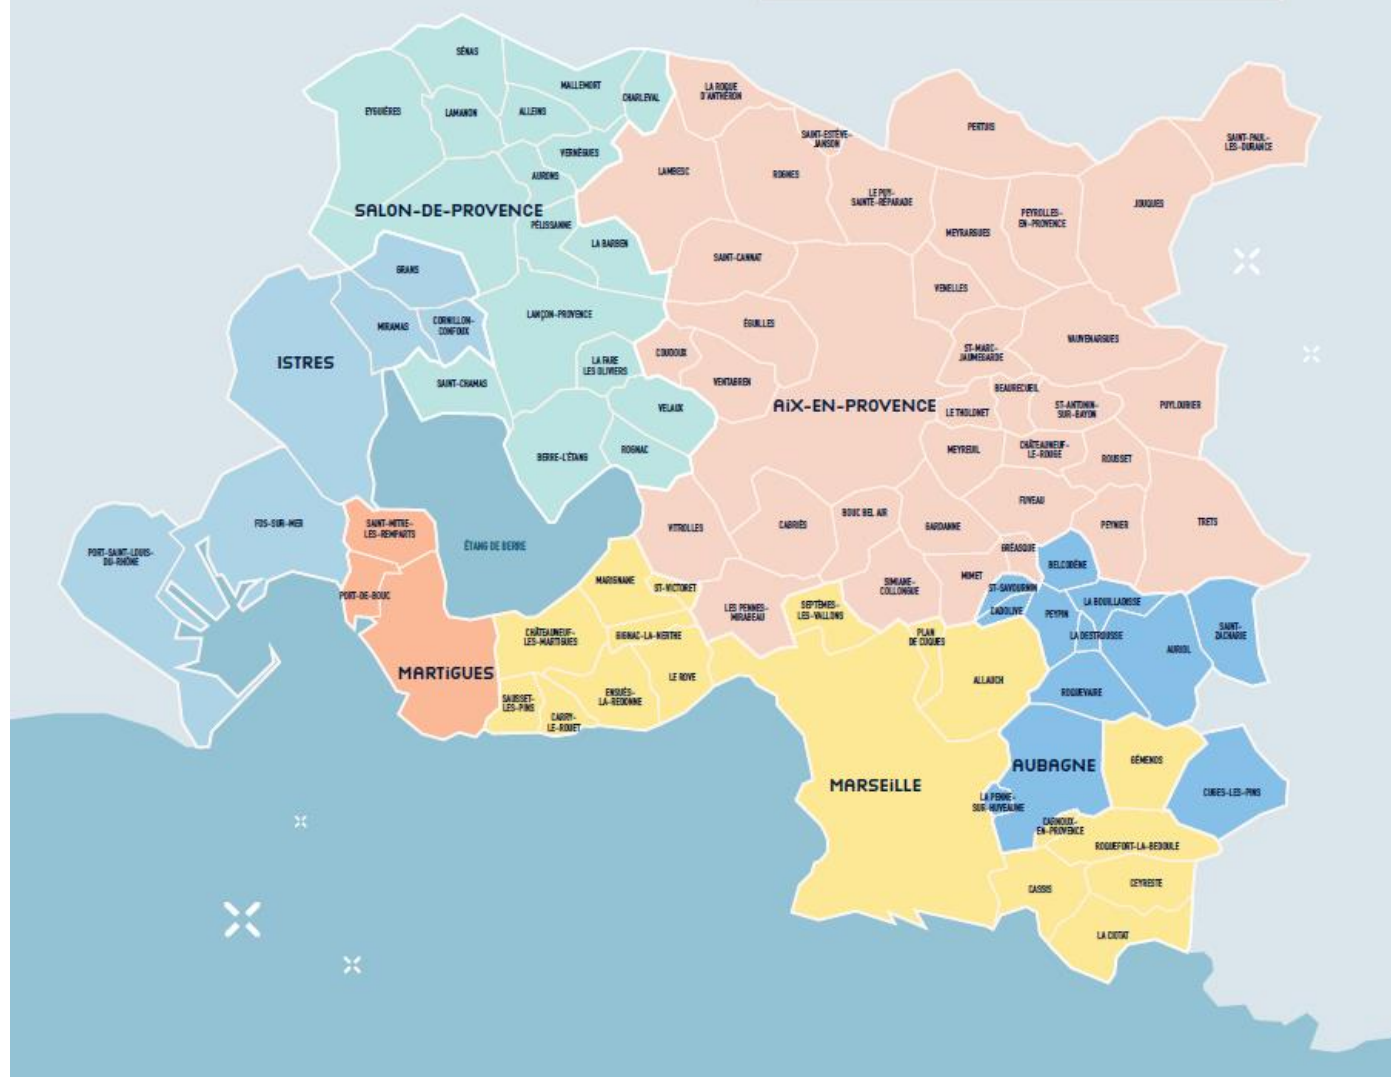 SÉNAS
MALLEMORT
CHARLEVAL
EYGUIÈRES
LAMANON
ALLEINS
VERNÈGUES
AURONS
SALON-DE-PROVENCE
PÉLISSANNE
LA BARBEN
LANÇON-PROVENCE
LA FARE
LES OLIVIERS
SAINT-CHAMAS
VELAUX
ROGNAC
BERRE-L'ÉTANG
GRANS
MIRAMAS
CORNILLON-
CONFOUX
ISTRES
FOS-SUR-MER
PORT-SAINT-LOUIS-
DU-RHÔNE
SAINT-MITRE-
LES-REMPARTS
PORT-DE-BOUC
MARTiGUES
ÉTANG DE BERRE
LA ROQUE
D'ANTHÉRON
SAINT-ESTÈVE-
JANSON
PERTUIS
SAINT-PAUL-
LES-DURANCE
LAMBESC
ROGNES
LE PUY-
SAINTE-RÉPARADE
MEYRARGUES
PEYROLLES-
EN-PROVENCE
JOUQUES
SAINT-CANNAT
VENELLES
ÉGUILLES
COUDOUX
VENTABREN
ST-MARC-
JAUMEGARDE
VAUVENARGUES
AiX-EN-PROVENCE
BEAURECUEIL
LE THOLONET
ST-ANTONIN-
SUR-BAYON
PUYLOUBIER
MEYREUIL
CHÂTEAUNEUF-
LE-ROUGE
ROUSSET
FUVEAU
VITROLLES
CABRIÈS
BOUC BEL AIR
GARDANNE
PEYNIER
TRETS
GRÉASQUE
MIMET
SIMIANE-
COLLONGUE
LES PENNES-
MIRABEAU
BELCODÈNE
ST-SAVOURNIN
CADOLIVE
PEYPIN
LA BOUILLADISSE
LA DESTROUSSE
AURIOL
SAINT-
ZACHARIE
ROQUEVAIRE
AUBAGNE
LA PENNE-
SUR-HUVEAUNE
CUGES-LES-PINS
MARIGNANE
ST-VICTORET
CHÂTEAUNEUF-
LES-MARTIGUES
GIGNAC-LA-NERTHE
LE ROVE
ENSUÈS-
LA-REDONNE
SAUSSET-
LES-PINS
CARRY-
LE-ROUET
SEPTÈMES-
LES-VALLONS
PLAN
DE CUQUES
ALLAUCH
MARSEiLLE
GÉMENOS
CARNOUX-
EN-PROVENCE
ROQUEFORT-LA-BEDOULE
CASSIS
CEYRESTE
LA CIOTAT